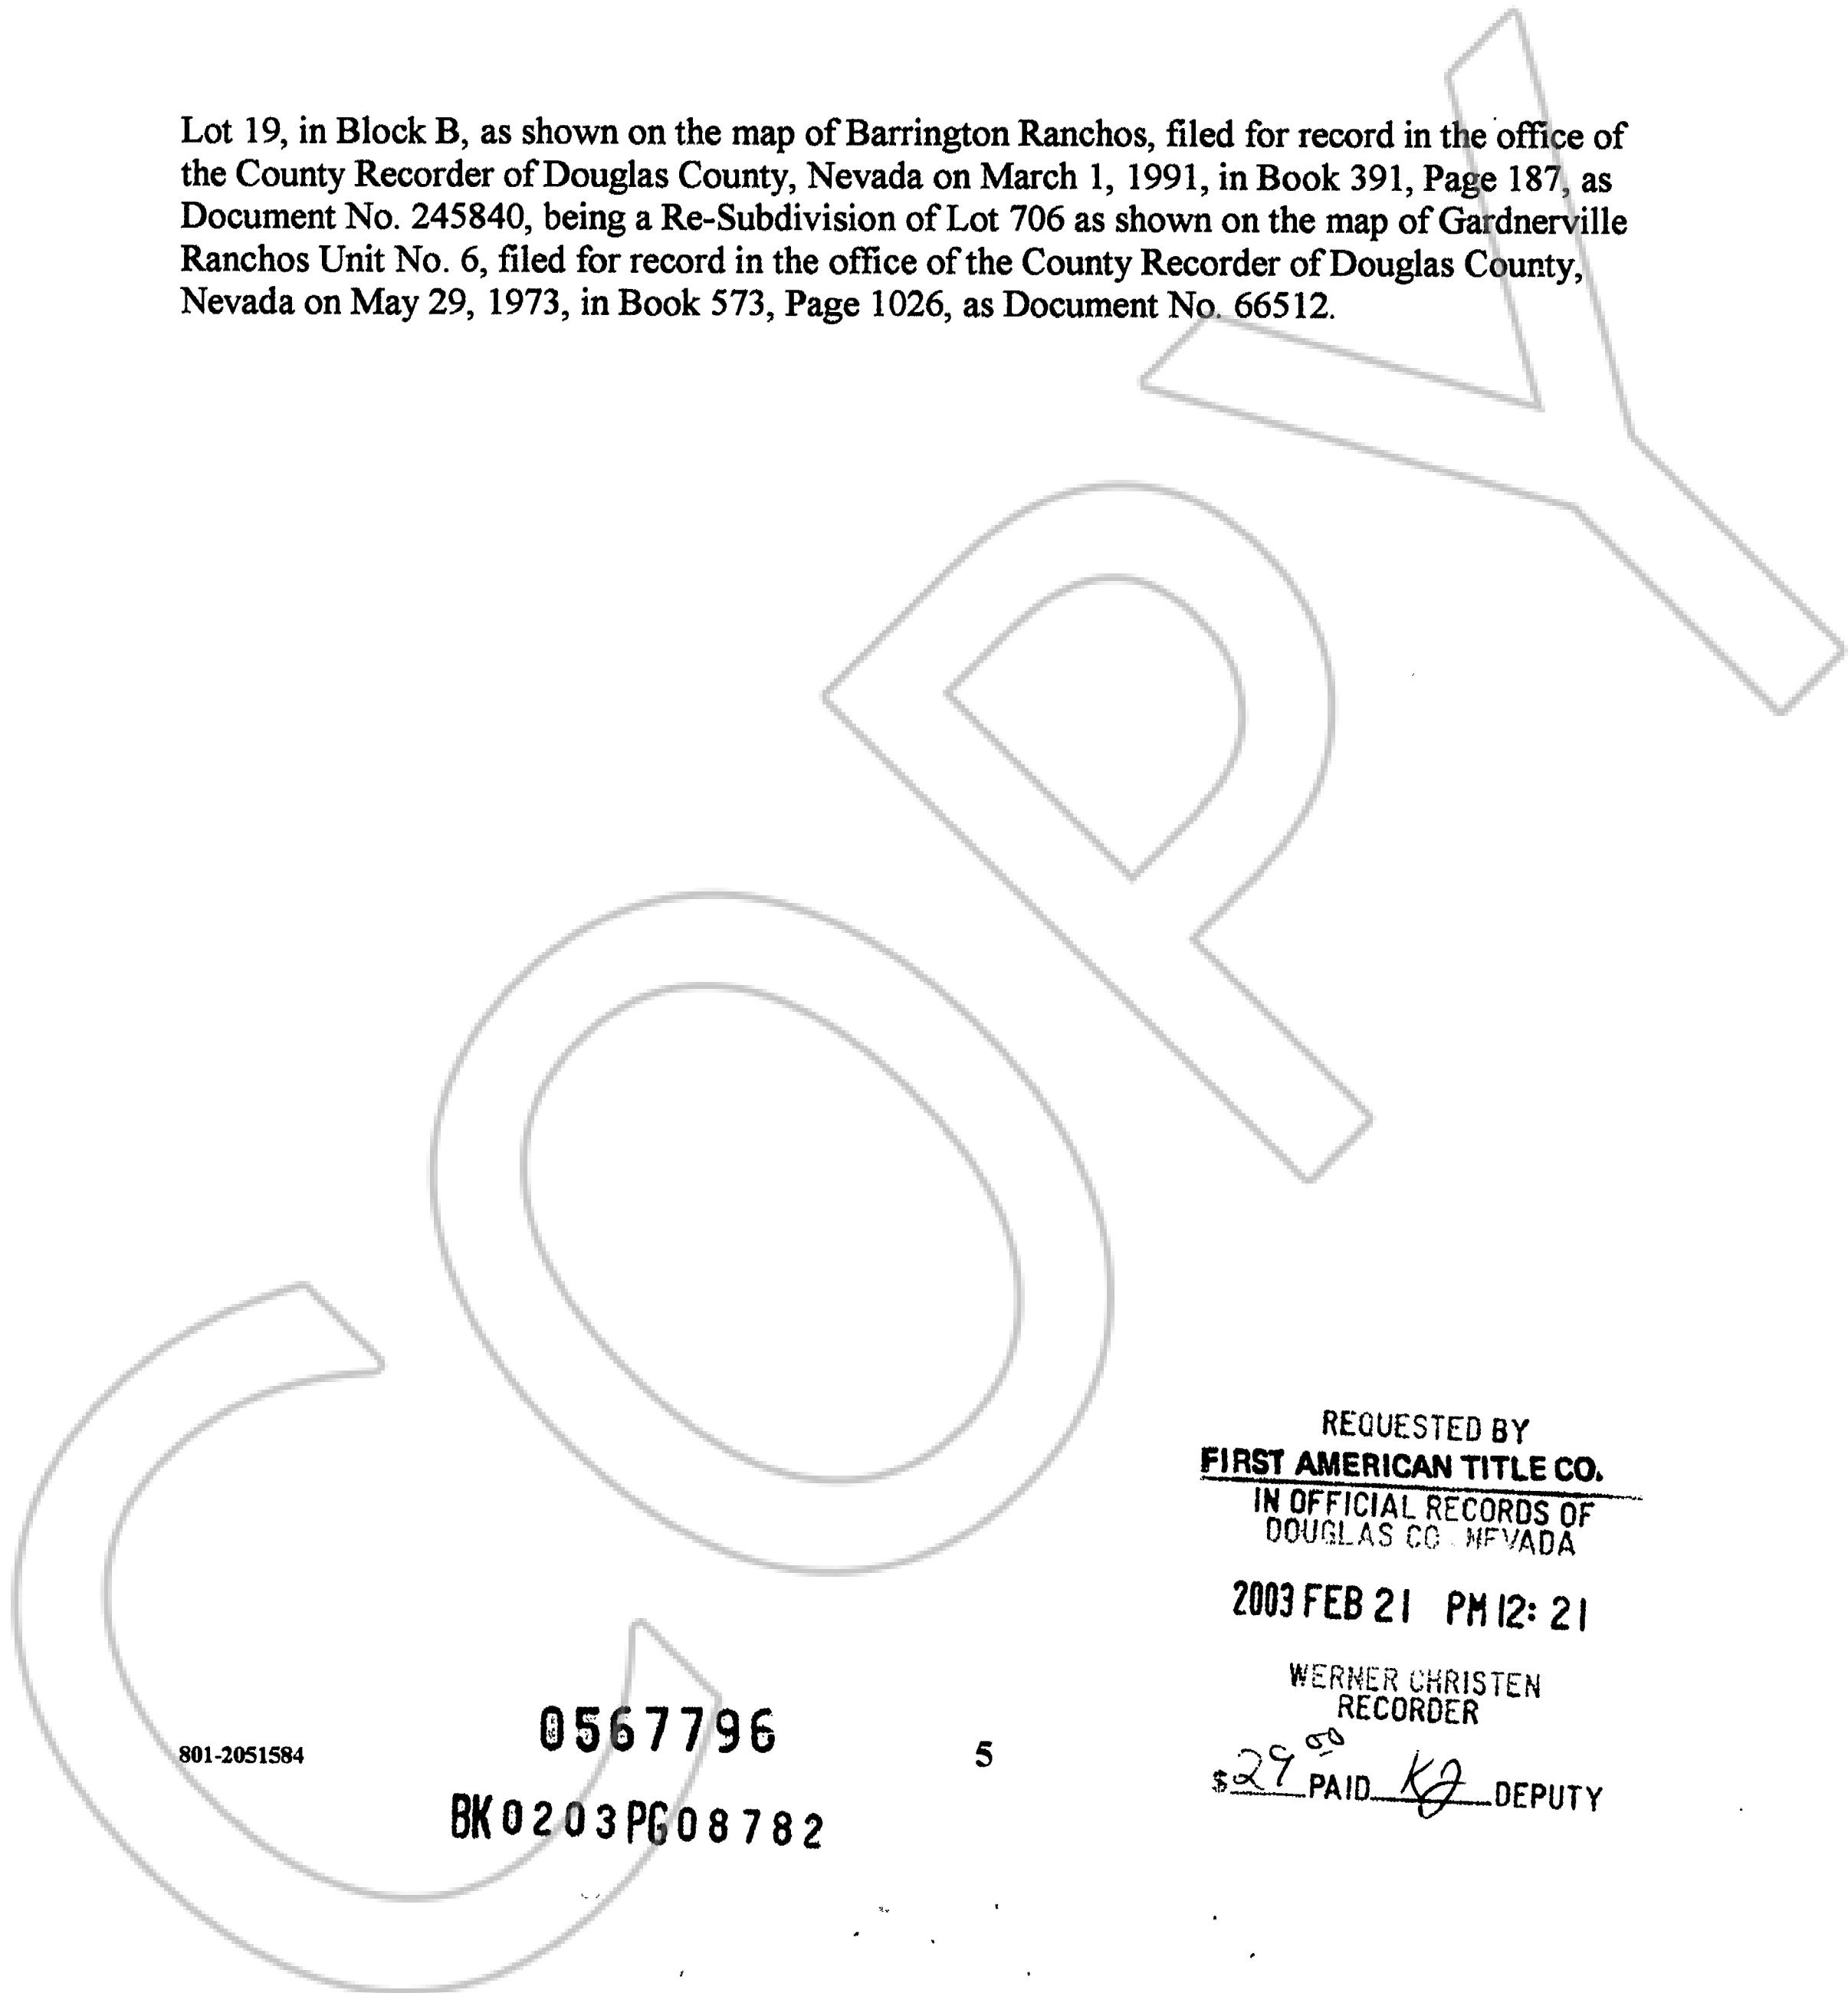 Lot 19, in Block B, as shown on the map of Barrington Ranchos, filed for record in the office of
the County Recorder of Douglas County, Nevada on March 1, 1991, in Book 391, Page 187, as
Document No. 245840, being a Re-Subdivision of Lot 706 as shown on the map of Gardnerville
Ranchos Unit No. 6, filed for record in the office of the County Recorder of Douglas County,
Nevada on May 29, 1973, in Book 573, Page 1026, as Document No. 66512.
COPY
REQUESTED BY
FIRST AMERICAN TITLE CO.
IN OFFICIAL RECORDS OF
DOUGLAS CO. NEVADA
2003 FEB 21 PM 12: 21
WERNER CHRISTEN
RECORDER
$29 00 PAID KJ DEPUTY
0567796
801-2051584
5
BK0203PG08782